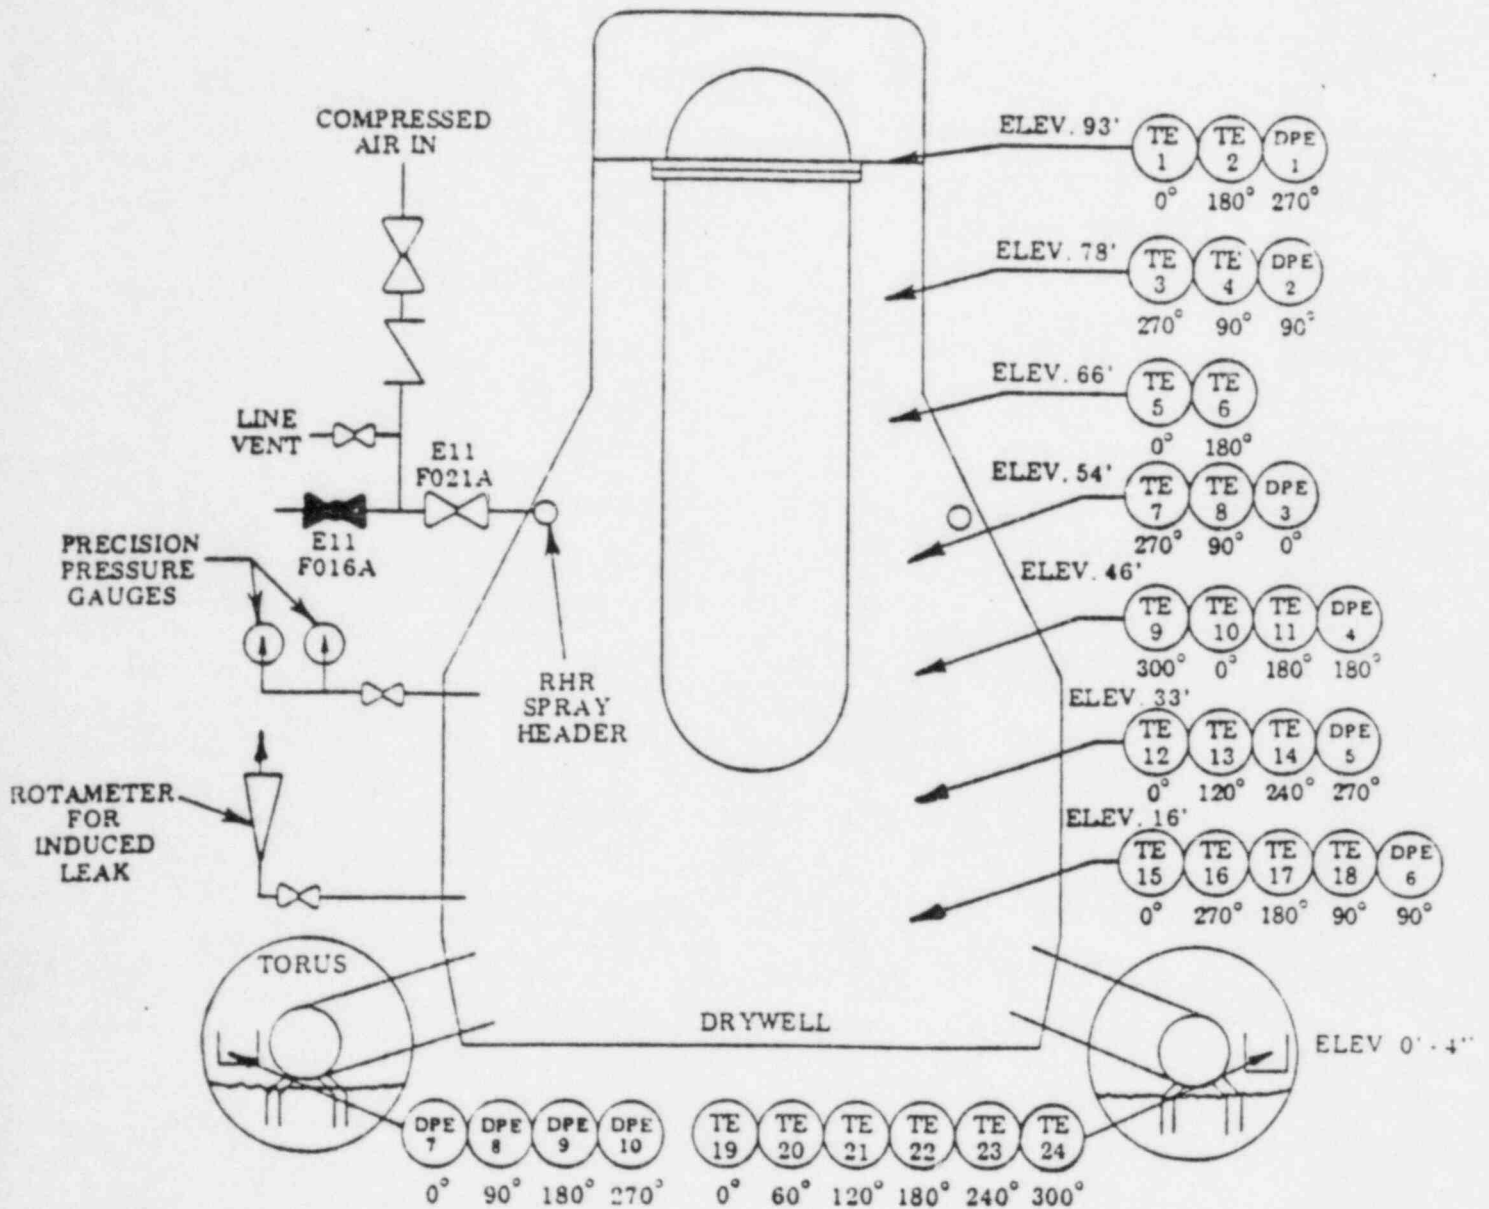 COMPRESSED
AIR IN
ELEV. 93'
TE 1 TE 2 DPE 1
0° 180° 270°
ELEV. 78'
TE 3 TE 4 DPE 2
270° 90° 90°
ELEV. 66'
TE 5 TE 6
0° 180°
LINE
VENT
E11
F021A
ELEV. 54'
TE 7 TE 8 DPE 3
270° 90° 0°
E11
F016A
PRECISION
PRESSURE
GAUGES
ELEV. 46'
TE 9 TE 10 TE 11 DPE 4
300° 0° 180° 180°
RHR
SPRAY
HEADER
ELEV. 33'
TE 12 TE 13 TE 14 DPE 5
0° 120° 240° 270°
ROTAMETER
FOR
INDUCED
LEAK
ELEV. 16'
TE 15 TE 16 TE 17 TE 18 DPE 6
0° 270° 180° 90° 90°
TORUS
DRYWELL
ELEV 0' - 4"
DPE 7 DPE 8 DPE 9 DPE 10
0° 90° 180° 270°
TE 19 TE 20 TE 21 TE 22 TE 23 TE 24
0° 60° 120° 180° 240° 300°